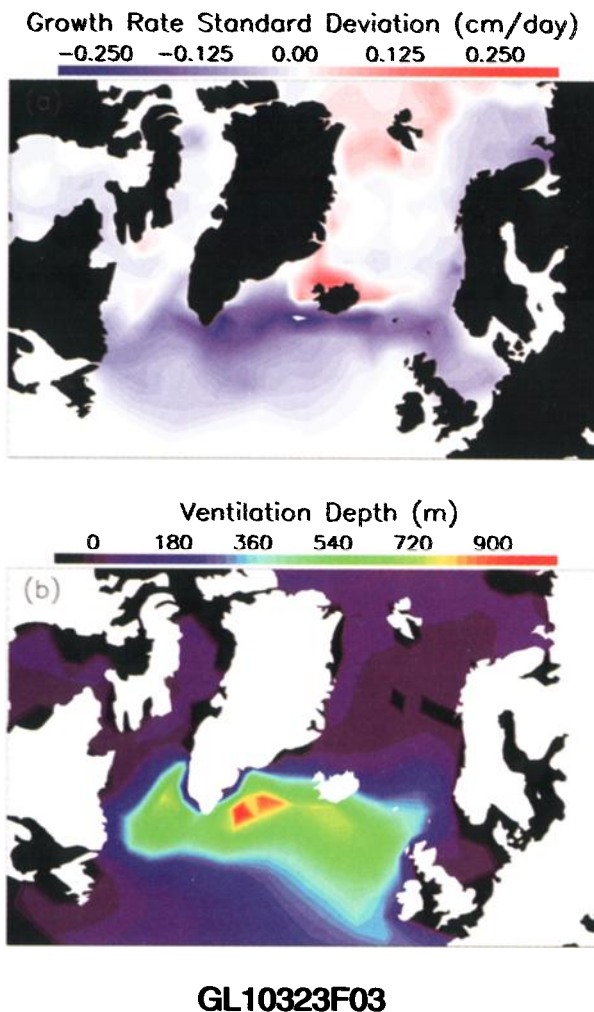 Growth Rate Standard Deviation (cm/day)
−0.250 −0.125 0.00 0.125 0.250
(a)
Ventilation Depth (m)
0 180 360 540 720 900
(b)
GL10323F03